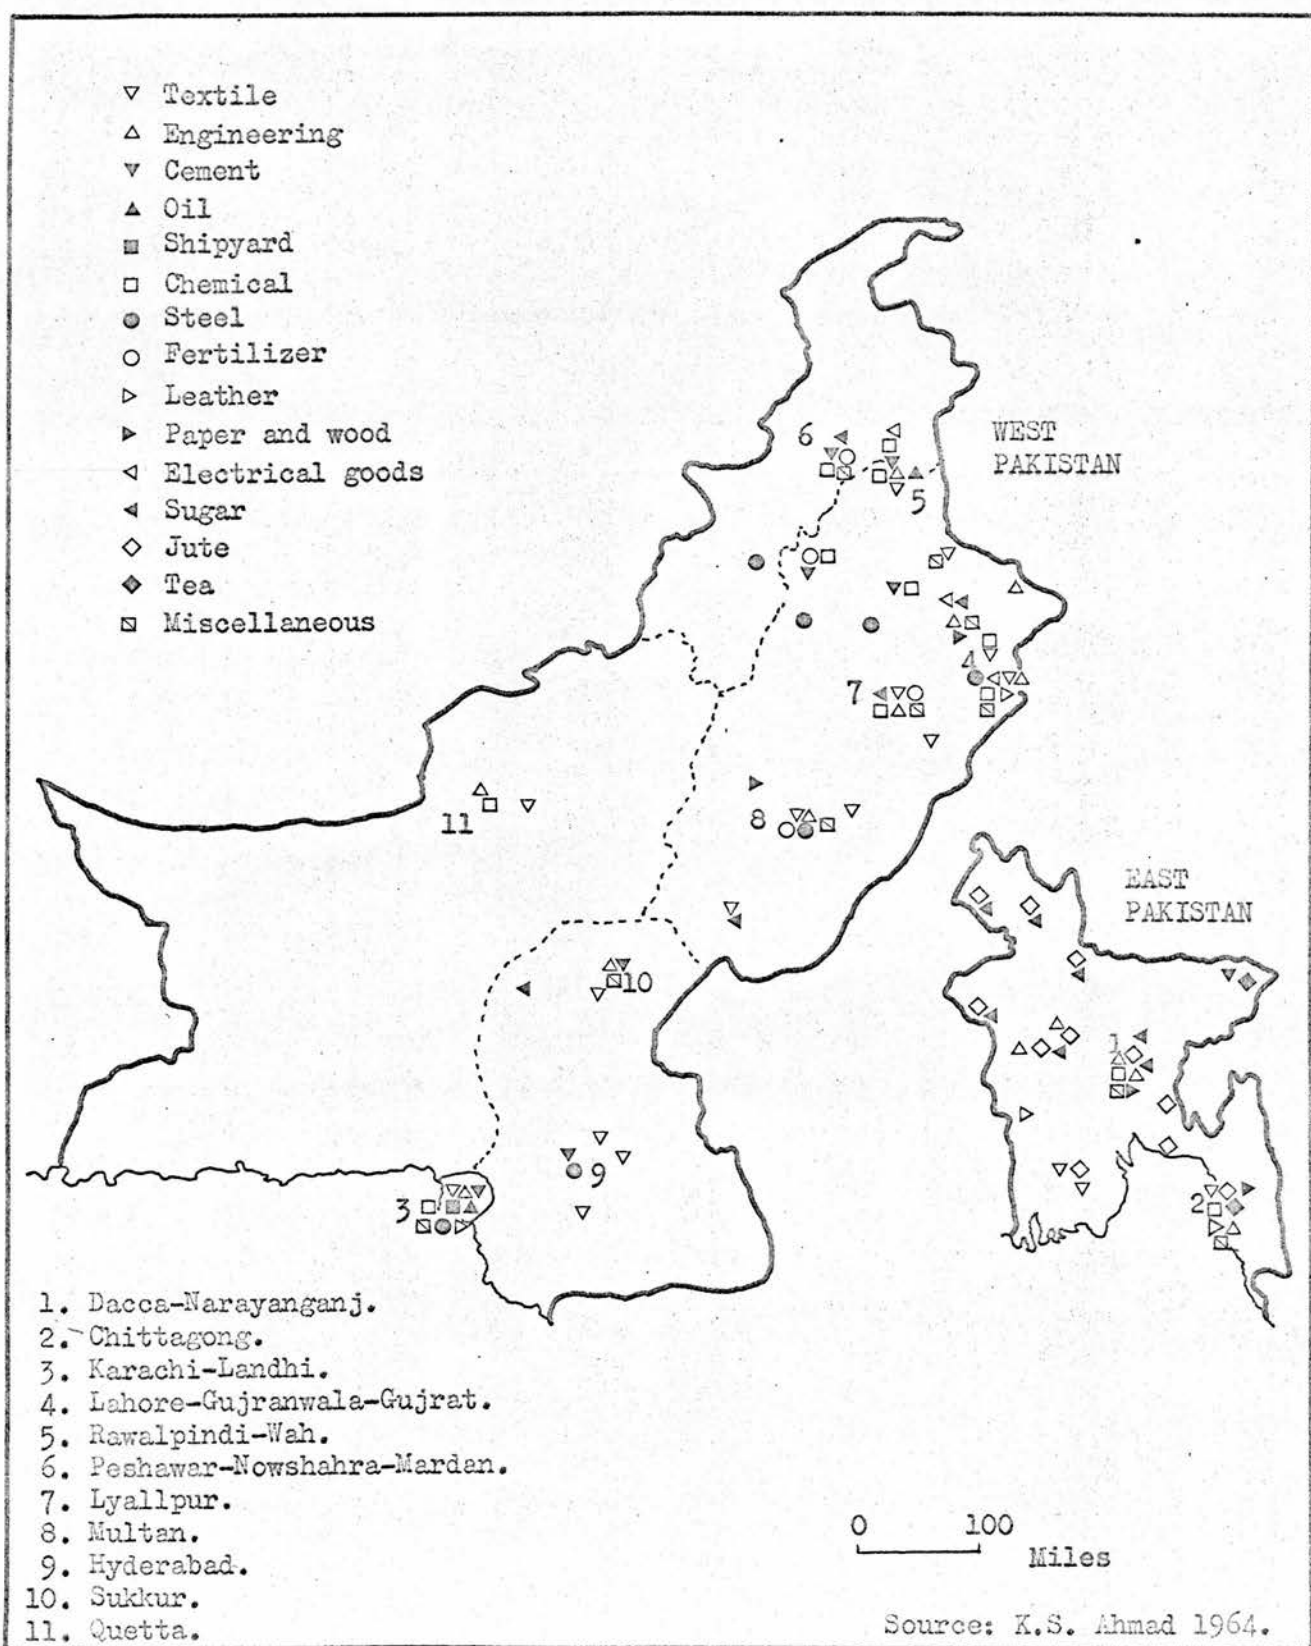 Textile
Engineering
Cement
Oil
Shipyard
Chemical
Steel
Fertilizer
Leather
Paper and wood
Electrical goods
Sugar
Jute
Tea
Miscellaneous
WEST
PAKISTAN
6
5
4
7
8
11
EAST
PAKISTAN
10
1
9
3
2
1. Dacca-Narayanganj.
2. Chittagong.
3. Karachi-Landhi.
4. Lahore-Gujranwala-Gujrat.
5. Rawalpindi-Wah.
6. Peshawar-Nowshahra-Mardan.
7. Lyallpur.
8. Multan.
9. Hyderabad.
10. Sukkur.
11. Quetta.
0 100
Miles
Source: K.S. Ahmad 1964.